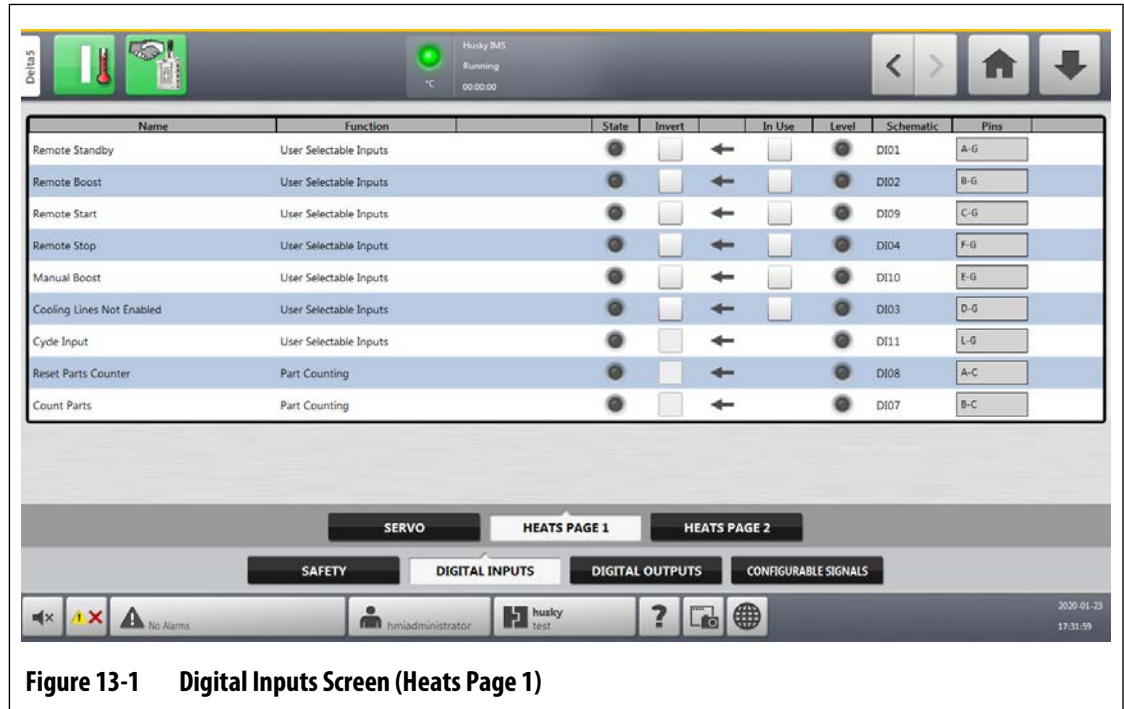 Delta5
Husky IMS
Running
°C 00:00:00
Name Function State Invert In Use Level Schematic Pins
Remote Standby User Selectable Inputs DI01 A-G
Remote Boost User Selectable Inputs DI02 B-G
Remote Start User Selectable Inputs DI09 C-G
Remote Stop User Selectable Inputs DI04 F-G
Manual Boost User Selectable Inputs DI10 E-G
Cooling Lines Not Enabled User Selectable Inputs DI03 D-G
Cycle Input User Selectable Inputs DI11 L-G
Reset Parts Counter Part Counting DI08 A-C
Count Parts Part Counting DI07 B-C
SERVO HEATS PAGE 1 HEATS PAGE 2
SAFETY DIGITAL INPUTS DIGITAL OUTPUTS CONFIGURABLE SIGNALS
No Alarms hmiadministrator husky test ? 2020-01-23
17:31:59
Figure 13-1 Digital Inputs Screen (Heats Page 1)